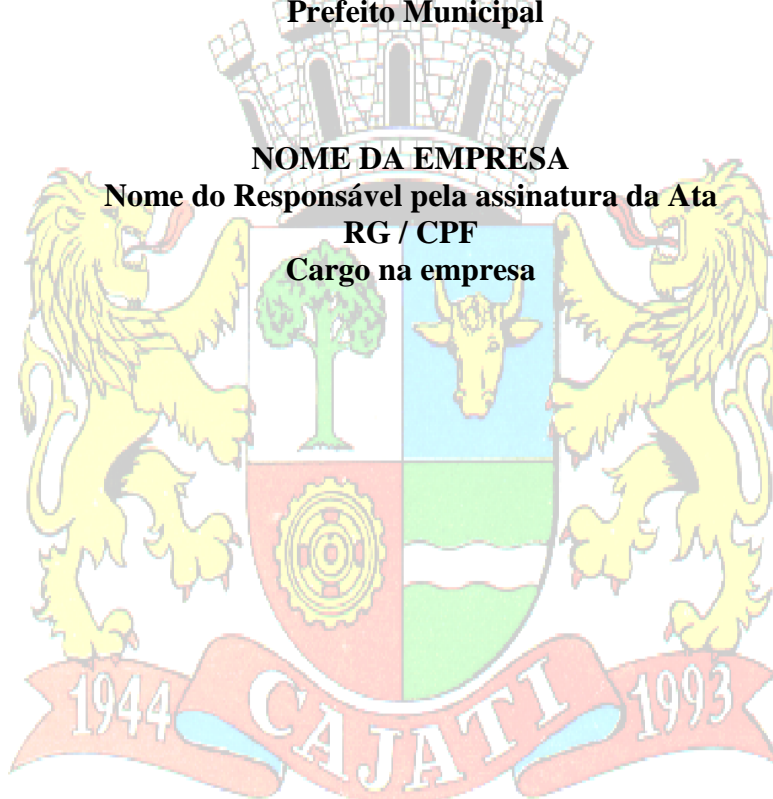 Prefeito Municipal
NOME DA EMPRESA
Nome do Responsável pela assinatura da Ata
RG / CPF
Cargo na empresa
1944 CAJATI 1993